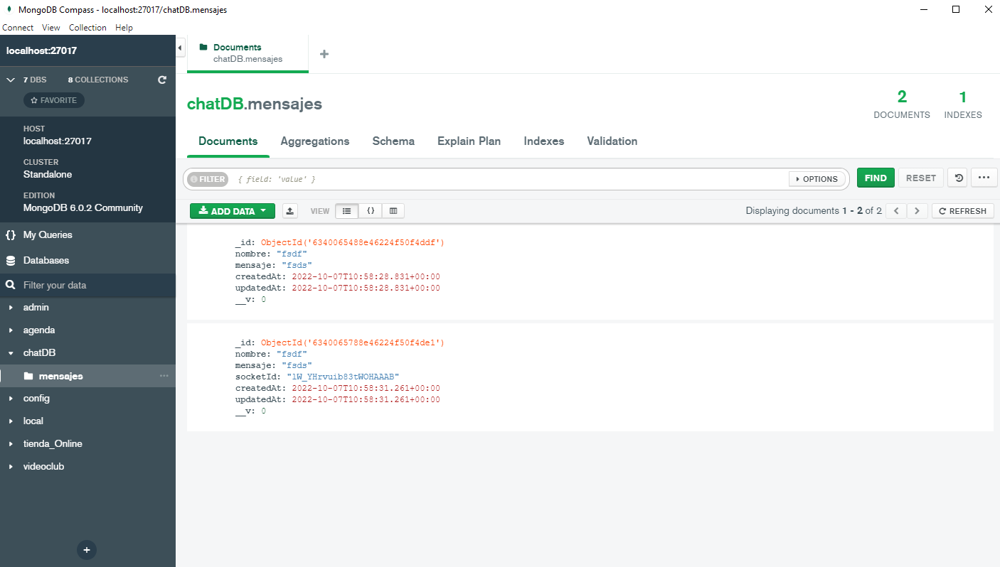 MongoDB Compass - localhost:27017/chatDB.mensajes
Connect View Collection Help
localhost:27017
7 DBS 8 COLLECTIONS
FAVORITE
HOST
localhost:27017
CLUSTER
Standalone
EDITION
MongoDB 6.0.2 Community
{} My Queries
Databases
Filter your data
admin
agenda
chatDB
mensajes
config
local
tienda_Online
videoclub
Documents
chatDB.mensajes
chatDB.mensajes
2
DOCUMENTS
1
INDEXES
Documents Aggregations Schema Explain Plan Indexes Validation
FILTER { field: 'value' } OPTIONS FIND RESET
ADD DATA VIEW {} Displaying documents 1 - 2 of 2 REFRESH
_id: ObjectId('6340065488e46224f50f4ddf')
nombre: "fsdf"
mensaje: "fsds"
createdAt: 2022-10-07T10:58:28.831+00:00
updatedAt: 2022-10-07T10:58:28.831+00:00
__v: 0
_id: ObjectId('6340065788e46224f50f4de1')
nombre: "fsdf"
mensaje: "fsds"
socketId: "lW_YHrvuib83tWOHAAAB"
createdAt: 2022-10-07T10:58:31.261+00:00
updatedAt: 2022-10-07T10:58:31.261+00:00
__v: 0